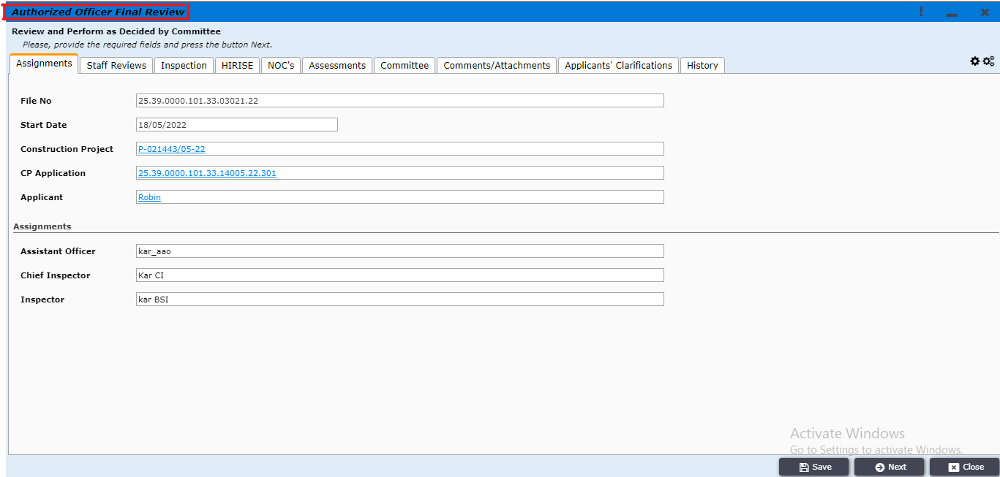 Authorized Officer Final Review
Review and Perform as Decided by Committee
Please, provide the required fields and press the button Next.
Assignments Staff Reviews Inspection HIRISE NOC's Assessments Committee Comments/Attachments Applicants' Clarifications History
File No 25.39.0000.101.33.03021.22
Start Date 18/05/2022
Construction Project P-021443/05-22
CP Application 25.39.0000.101.33.14005.22.301
Applicant Robin
Assignments
Assistant Officer kar_aao
Chief Inspector Kar CI
Inspector kar BSI
Activate Windows
Go to Settings to activate Windows.
Save Next Close